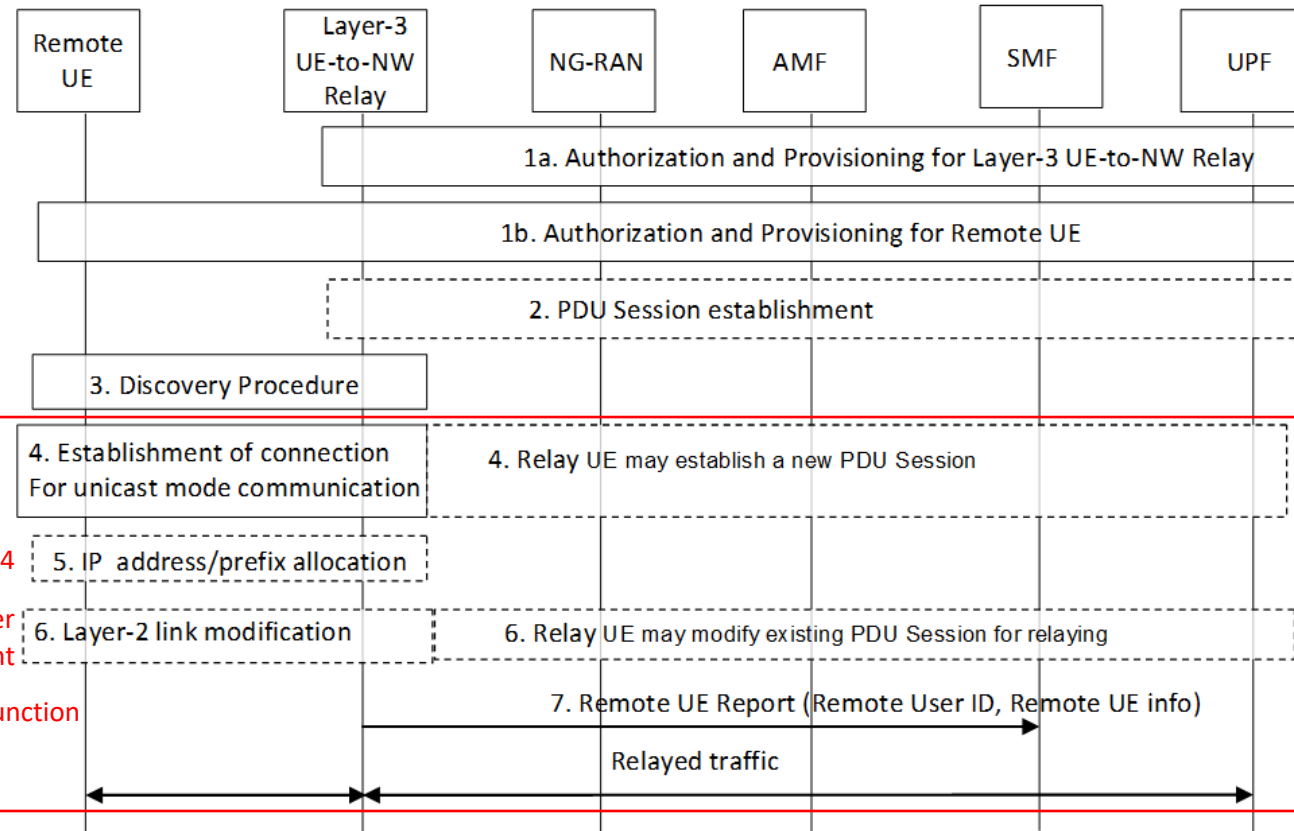 Remote
UE
Layer-3
UE-to-NW
Relay
NG-RAN
AMF
SMF
UPF
1a. Authorization and Provisioning for Layer-3 UE-to-NW Relay
1b. Authorization and Provisioning for Remote UE
2. PDU Session establishment
3. Discovery Procedure
4. Establishment of connection
For unicast mode communication
4. Relay UE may establish a new PDU Session
4
5. IP address/prefix allocation
er
nt
6. Layer-2 link modification
6. Relay UE may modify existing PDU Session for relaying
unction
7. Remote UE Report (Remote User ID, Remote UE info)
Relayed traffic